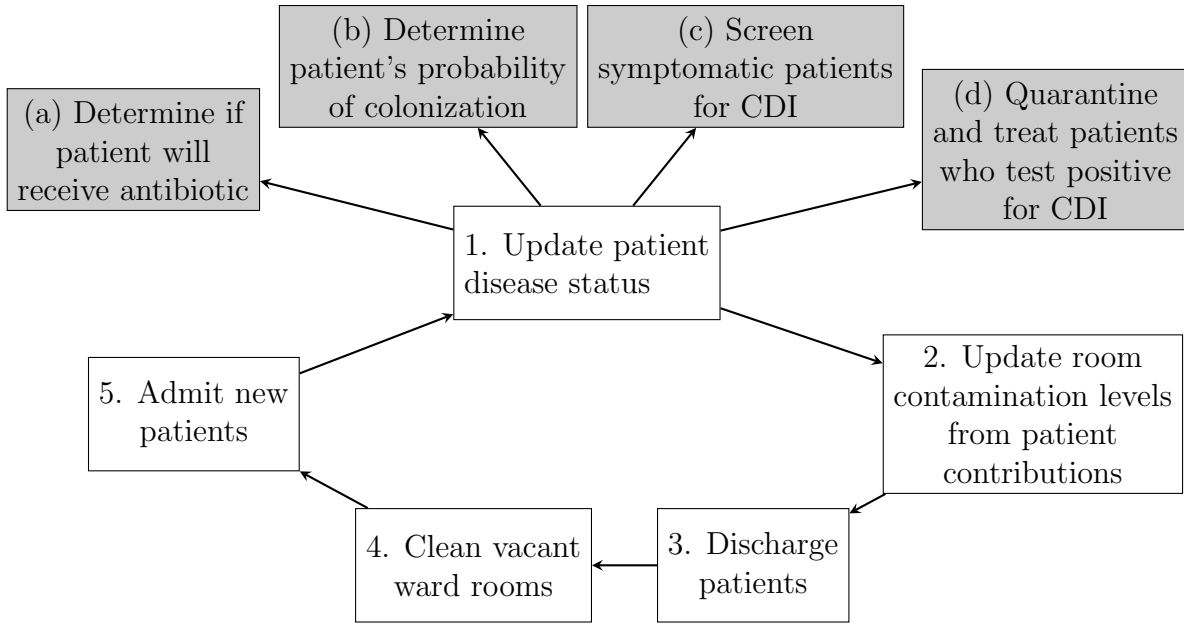 (a) Determine if
patient will
receive antibiotic
(b) Determine
patient's probability
of colonization
(c) Screen
symptomatic patients
for CDI
(d) Quarantine
and treat patients
who test positive
for CDI
1. Update patient
disease status
2. Update room
contamination levels
from patient
contributions
3. Discharge
patients
4. Clean vacant
ward rooms
5. Admit new
patients